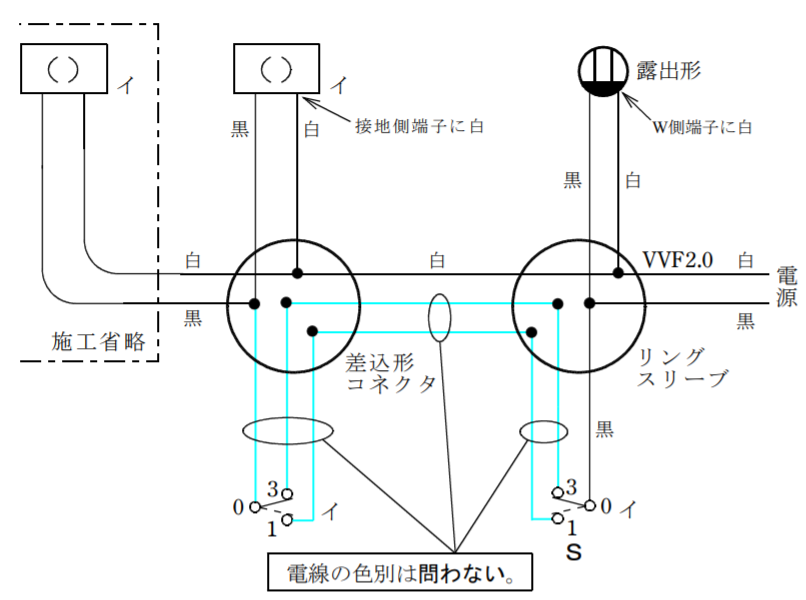 イ
イ
露出形
黒
白
接地側端子に白
W側端子に白
黒
白
白
白
VVF2.0
白
電源
黒
黒
施工省略
差込形
コネクタ
リング
スリーブ
黒
3
0
1
イ
3
0
イ
1
S
電線の色別は問わない。